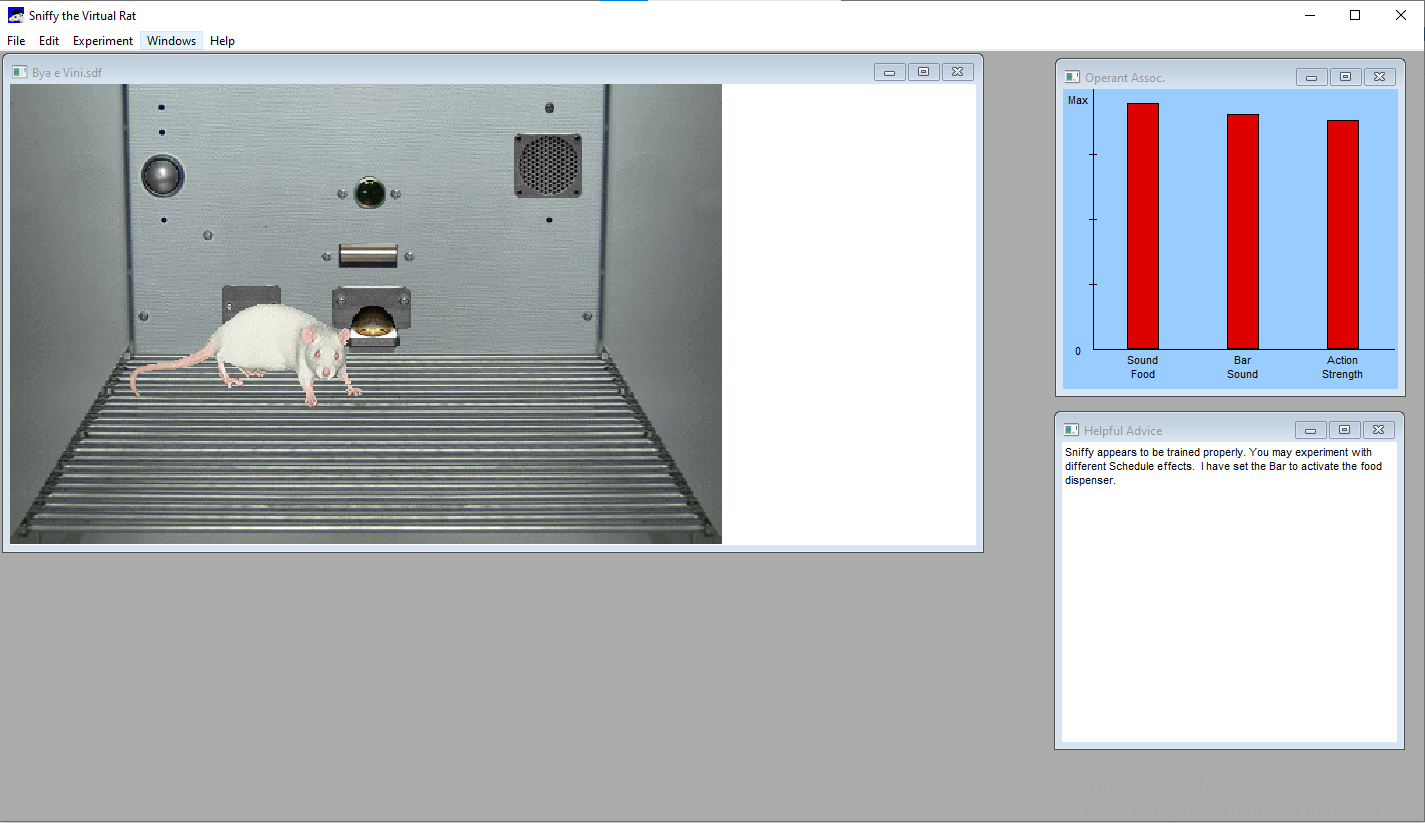 Sniffy the Virtual Rat
File Edit Experiment Windows Help
Bya e Vini.sdf
Operant Assoc.
Max
0
Sound Food
Bar Sound
Action Strength
Helpful Advice
Sniffy appears to be trained properly. You may experiment with
different Schedule effects.  I have set the Bar to activate the food
dispenser.